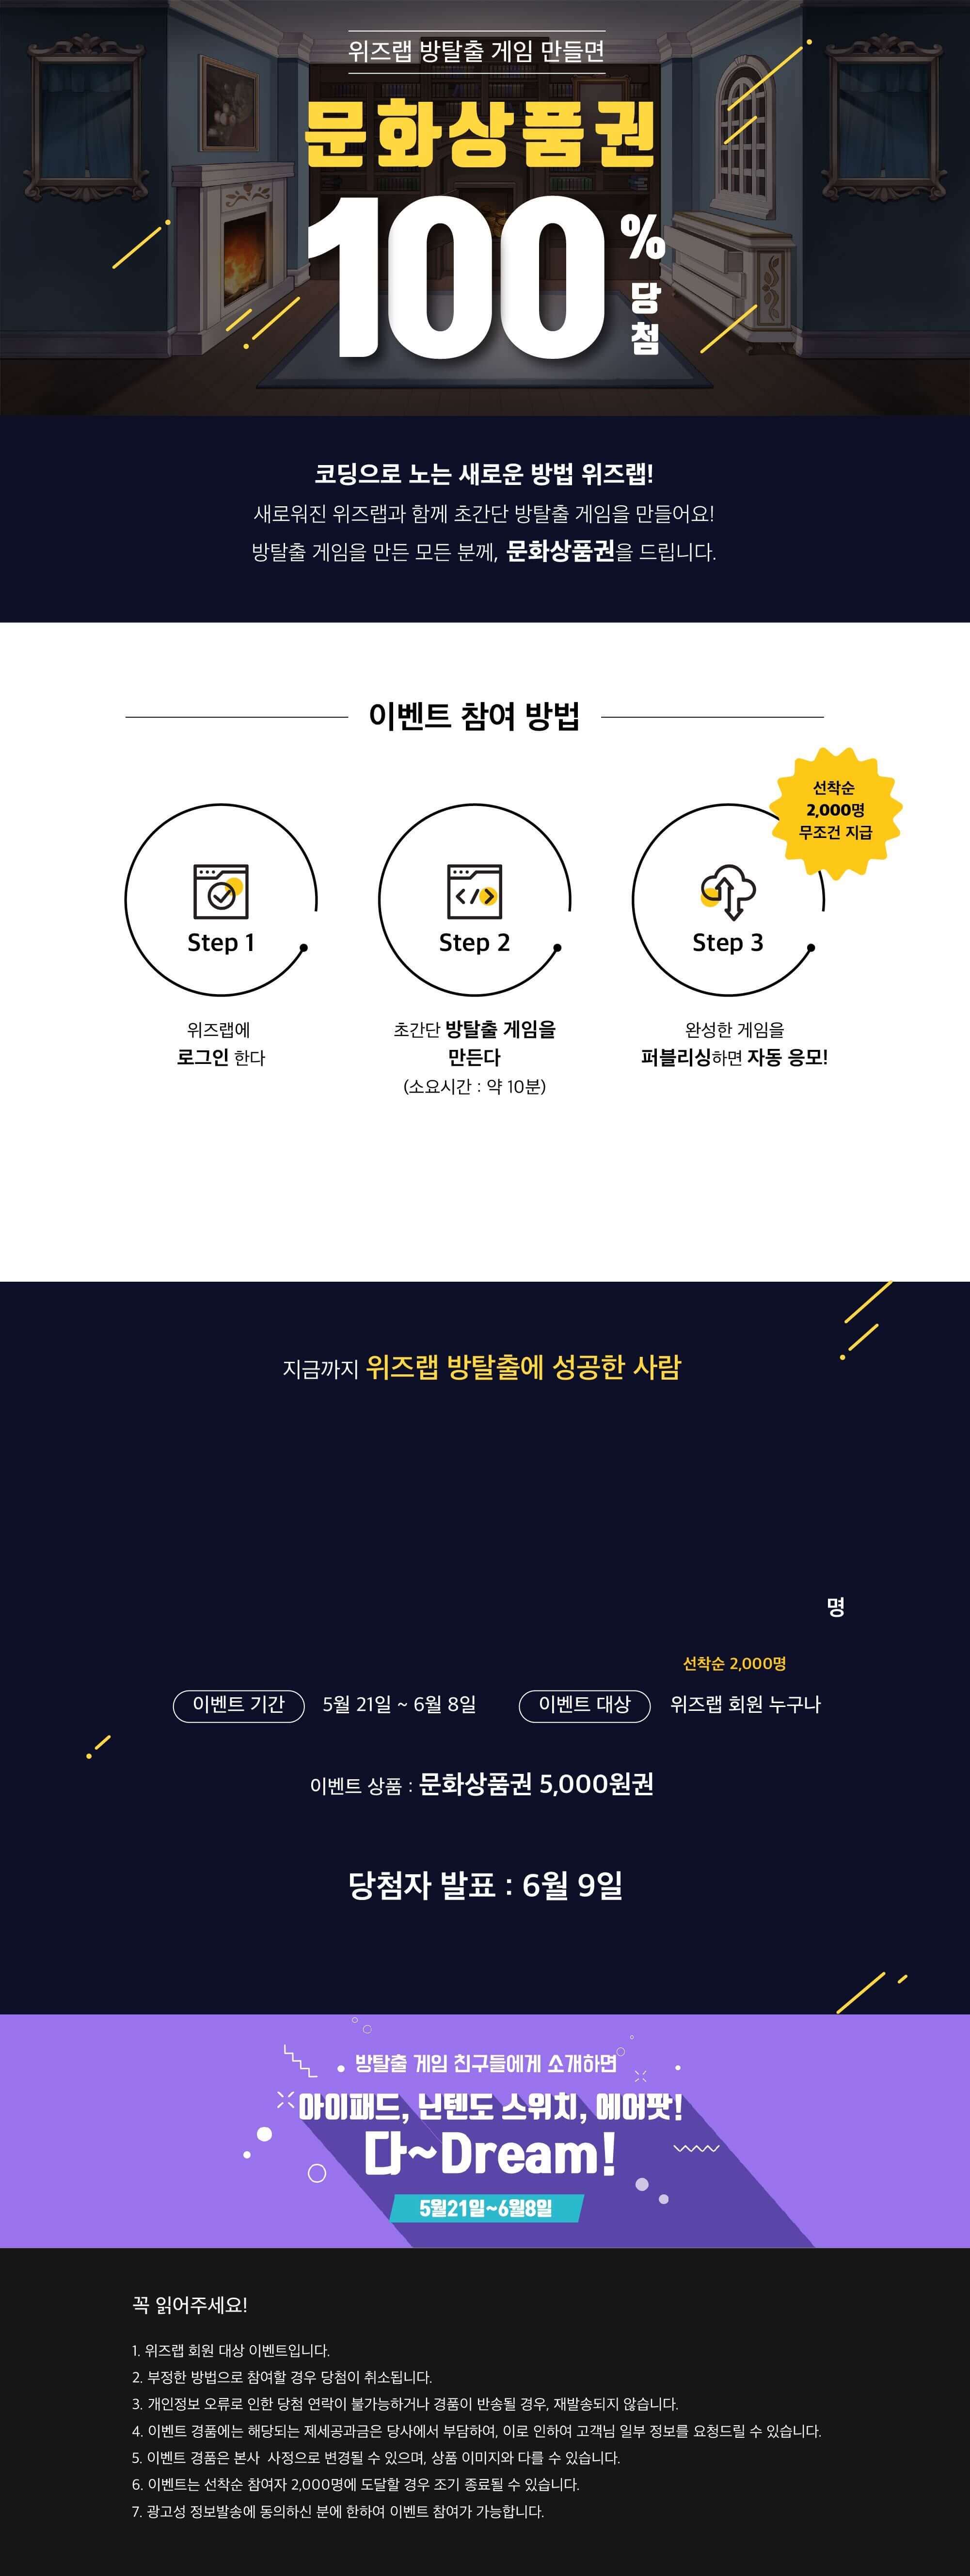 위즈랩 방탈출 게임 만들면
문화상품권
100%
당첨
코딩으로 노는 새로운 방법 위즈랩!
새로워진 위즈랩과 함께 초간단 방탈출 게임을 만들어요!
방탈출 게임을 만든 모든 분께, 문화상품권을 드립니다.
이벤트 참여 방법
선착순
2,000명
무조건 지급
Step 1
위즈랩에
로그인 한다
Step 2
초간단 방탈출 게임을
만든다
(소요시간 : 약 10분)
Step 3
완성한 게임을
퍼블리싱하면 자동 응모!
지금까지 위즈랩 방탈출에 성공한 사람
명
선착순 2,000명
이벤트 기간 5월 21일 ~ 6월 8일 이벤트 대상 위즈랩 회원 누구나
이벤트 상품 : 문화상품권 5,000원권
당첨자 발표 : 6월 9일
방탈출 게임 친구들에게 소개하면
아이패드, 닌텐도 스위치, 에어팟!
다~Dream!
5월21일~6월8일
꼭 읽어주세요!
1. 위즈랩 회원 대상 이벤트입니다.
2. 부정한 방법으로 참여할 경우 당첨이 취소됩니다.
3. 개인정보 오류로 인한 당첨 연락이 불가능하거나 경품이 반송될 경우, 재발송되지 않습니다.
4. 이벤트 경품에는 해당되는 제세공과금은 당사에서 부담하여, 이로 인하여 고객님 일부 정보를 요청드릴 수 있습니다.
5. 이벤트 경품은 본사 사정으로 변경될 수 있으며, 상품 이미지와 다를 수 있습니다.
6. 이벤트는 선착순 참여자 2,000명에 도달할 경우 조기 종료될 수 있습니다.
7. 광고성 정보발송에 동의하신 분에 한하여 이벤트 참여가 가능합니다.